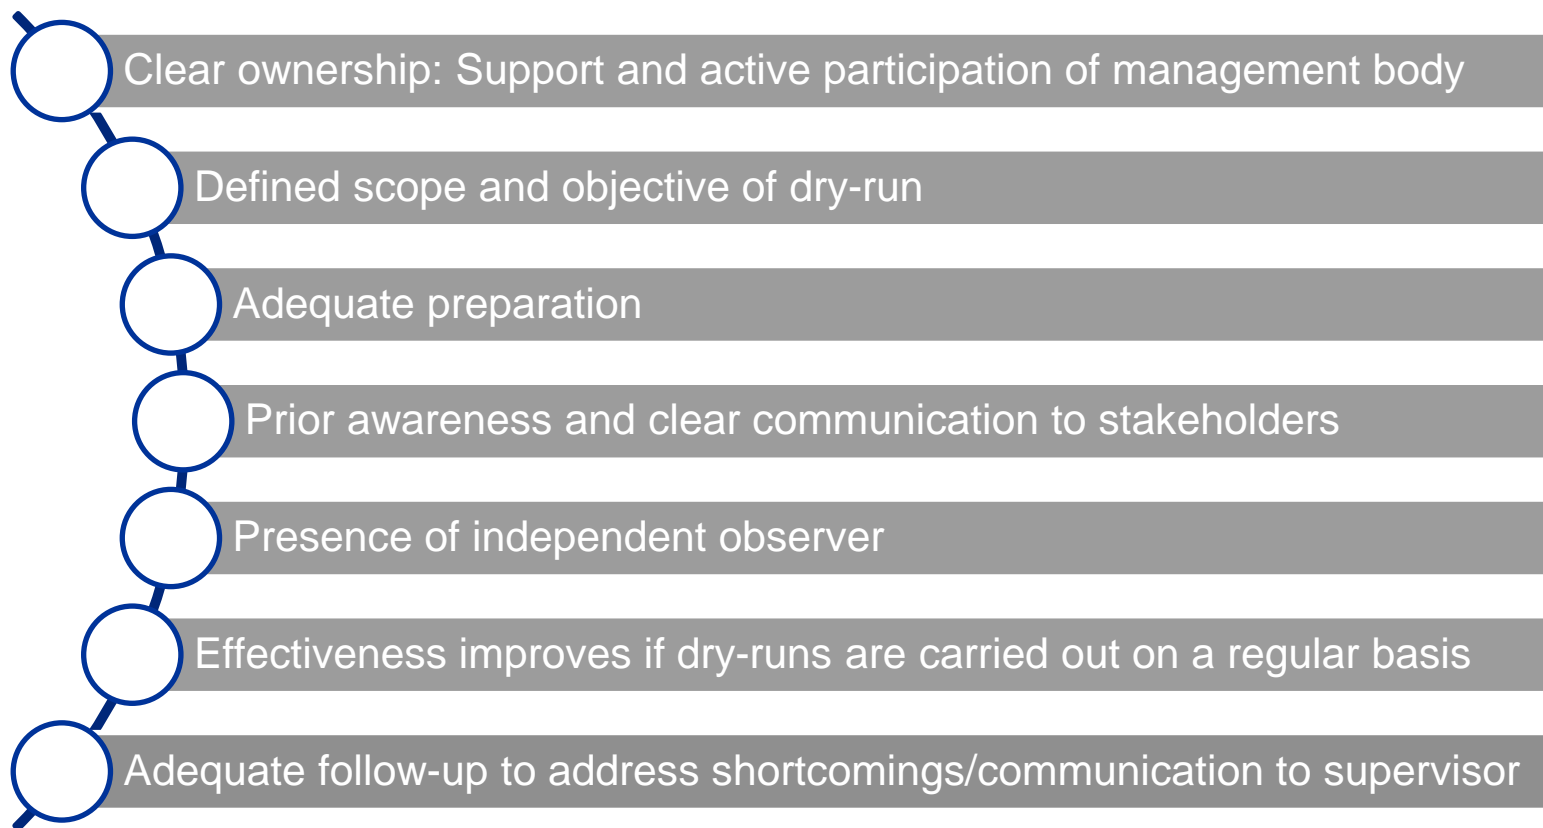 Clear ownership: Support and active participation of management body
Defined scope and objective of dry-run
Adequate preparation
Prior awareness and clear communication to stakeholders
Presence of independent observer
Effectiveness improves if dry-runs are carried out on a regular basis
Adequate follow-up to address shortcomings/communication to supervisor